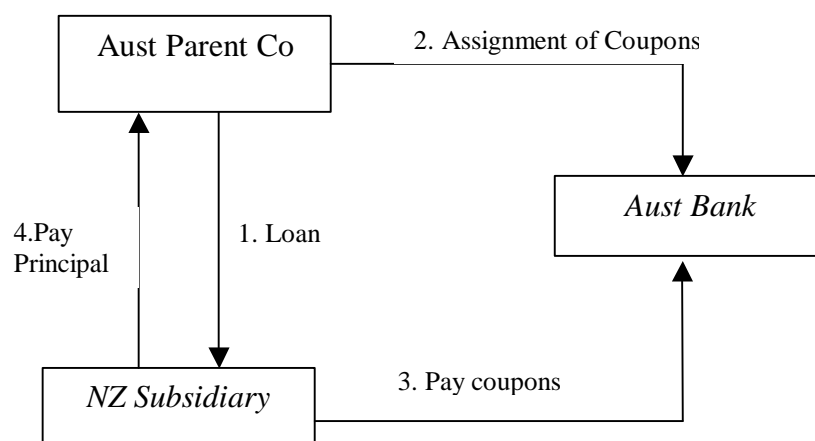 Aust Parent Co
2. Assignment of Coupons
Aust Bank
4.Pay
Principal
1. Loan
3. Pay coupons
NZ Subsidiary